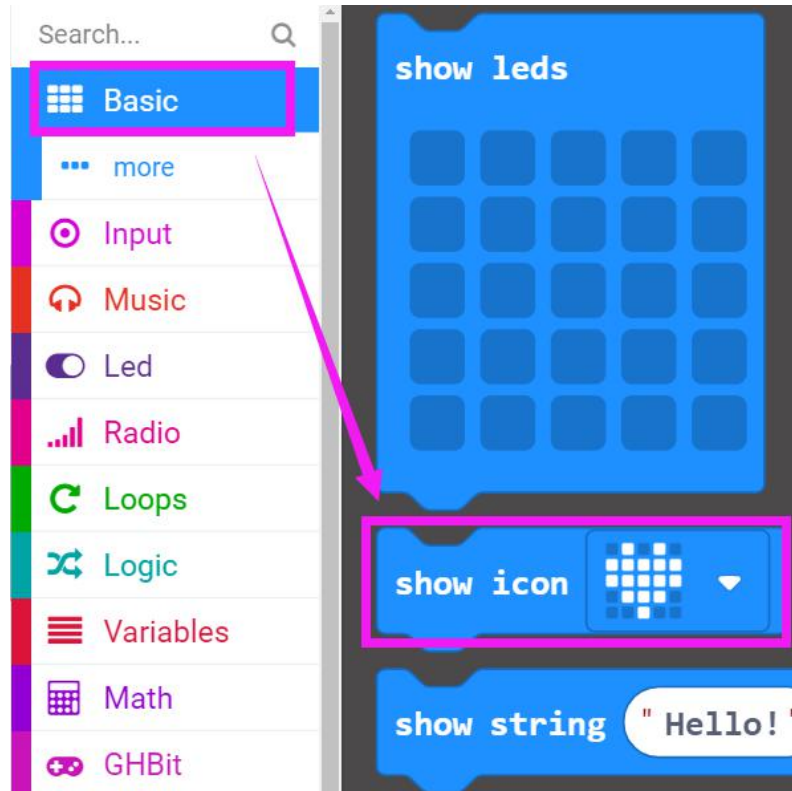 Search...
Basic
more
Input
Music
Led
Radio
Loops
Logic
Variables
Math
GHBit
show leds
show icon
show string "Hello!"